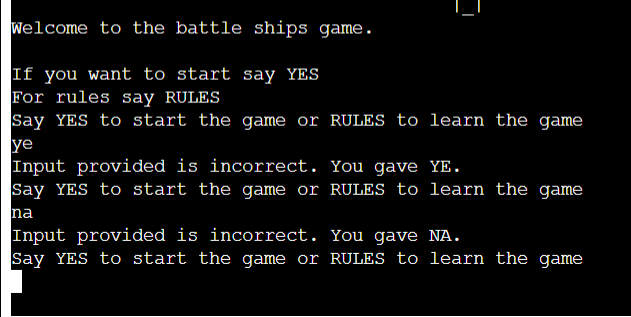 |_|
Welcome to the battle ships game.
If you want to start say YES
For rules say RULES
Say YES to start the game or RULES to learn the game
ye
Input provided is incorrect. You gave YE.
Say YES to start the game or RULES to learn the game
na
Input provided is incorrect. You gave NA.
Say YES to start the game or RULES to learn the game